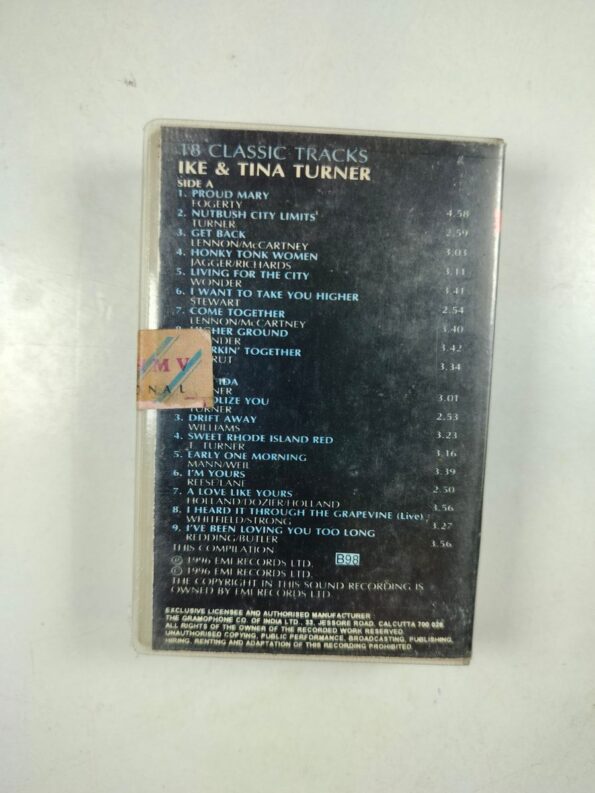 18 CLASSIC TRACKS
IKE & TINA TURNER
SIDE A
1. PROUD MARY
FOGERTY 4.58
2. NUTBUSH CITY LIMITS
TURNER 2.59
3. GET BACK
LENNON/McCARTNEY 3.03
4. HONKY TONK WOMEN
JAGGER/RICHARDS 3.11
5. LIVING FOR THE CITY
WONDER 3.41
6. I WANT TO TAKE YOU HIGHER
STEWART 2.54
7. COME TOGETHER
LENNON/McCARTNEY 3.40
GROUND
NDER 3.42
RKIN' TOGETHER
RUT 3.34
M V
N A L
IDA
NER 3.01
OLIZE YOU
TURNER 2.53
3. DRIFT AWAY
WILLIAMS 3.23
4. SWEET RHODE ISLAND RED
T. TURNER 3.16
5. EARLY ONE MORNING
MANN/WEIL 3.39
6. I'M YOURS
REESE/LANE 2.50
7. A LOVE LIKE YOURS
HOLLAND/DOZIER/HOLLAND 3.56
8. I HEARD IT THROUGH THE GRAPEVINE (Live)
WHITFIELD/STRONG 3.27
9. I'VE BEEN LOVING YOU TOO LONG
REDDING/BUTLER 3.56
THIS COMPILATION
℗ 1996 EMI RECORDS LTD. B98
© 1996 EMI RECORDS LTD.
THE COPYRIGHT IN THIS SOUND RECORDING IS
OWNED BY EMI RECORDS LTD.
EXCLUSIVE LICENSEE AND AUTHORISED MANUFACTURER
THE GRAMOPHONE CO. OF INDIA LTD., 33, JESSORE ROAD, CALCUTTA 700 028
ALL RIGHTS OF THE OWNER OF THE RECORDED WORK RESERVED.
UNAUTHORISED COPYING, PUBLIC PERFORMANCE, BROADCASTING, PUBLISHING,
HIRING, RENTING AND ADAPTATION OF THIS RECORDING PROHIBITED.